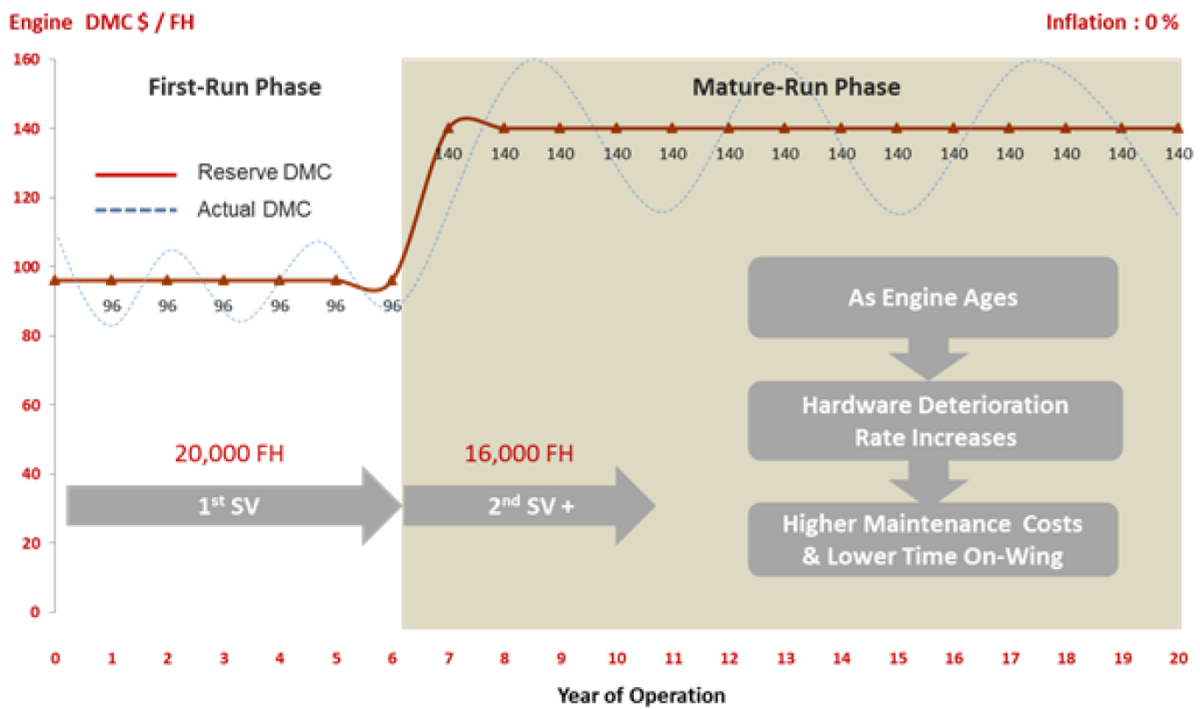 Engine DMC $ / FH
Inflation : 0 %
160
140
120
100
80
60
40
20
0
First-Run Phase
Mature-Run Phase
Reserve DMC
Actual DMC
96 96 96 96 96 96 140 140 140 140 140 140 140 140 140 140 140 140 140 140
As Engine Ages
Hardware Deterioration
Rate Increases
Higher Maintenance Costs
& Lower Time On-Wing
20,000 FH
1st SV
16,000 FH
2nd SV +
0 1 2 3 4 5 6 7 8 9 10 11 12 13 14 15 16 17 18 19 20
Year of Operation